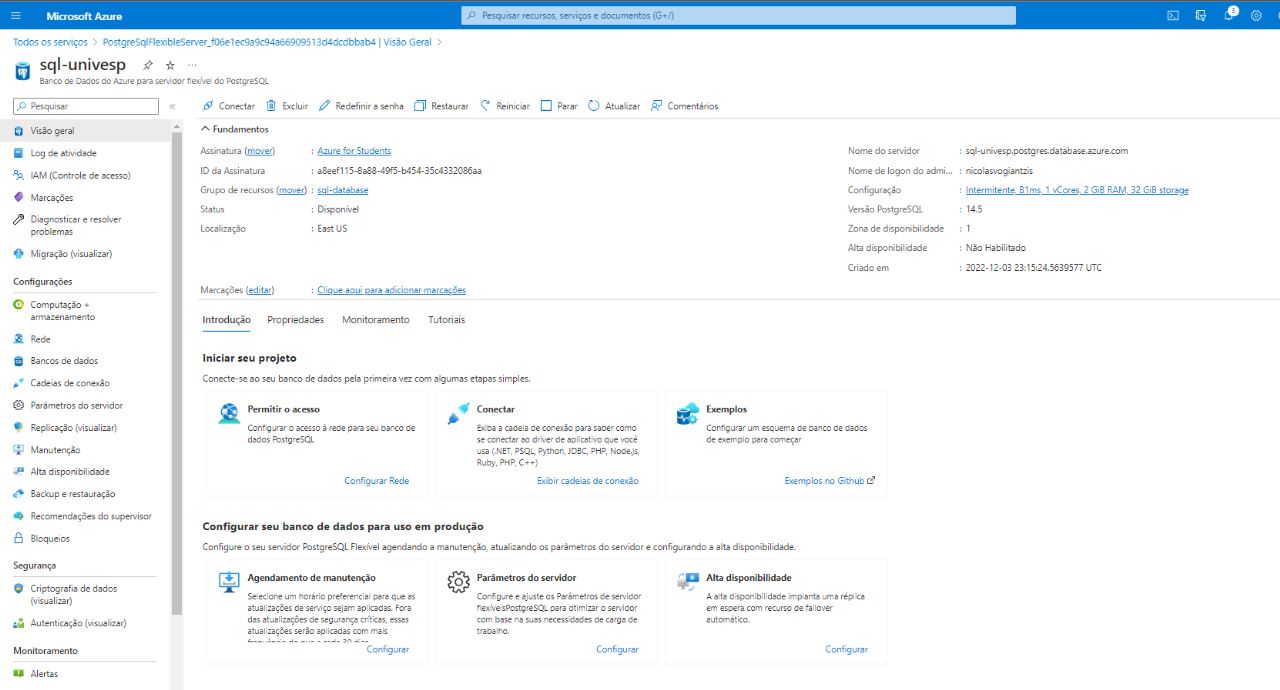 Microsoft Azure
Pesquisar recursos, serviços e documentos (G+/)
3
Todos os serviços > PostgreSqlFlexibleServer_f06e1ec9a9c94a66909513d4dcdbbab4 | Visão Geral >
sql-univesp
Banco de Dados do Azure para servidor flexível do PostgreSQL
Pesquisar
Conectar Excluir Redefinir a senha Restaurar Reiniciar Parar Atualizar Comentários
Visão geral
Log de atividade
IAM (Controle de acesso)
Marcações
Diagnosticar e resolver
problemas
Migração (visualizar)
Configurações
Computação +
armazenamento
Rede
Bancos de dados
Cadeias de conexão
Parâmetros do servidor
Replicação (visualizar)
Manutenção
Alta disponibilidade
Backup e restauração
Recomendações do supervisor
Bloqueios
Segurança
Criptografia de dados
(visualizar)
Autenticação (visualizar)
Monitoramento
Alertas
Fundamentos
Assinatura (mover) : Azure for Students
ID da Assinatura : a8eef115-8a88-49f5-b454-35c4332086aa
Grupo de recursos (mover) : sql-database
Status : Disponível
Localização : East US
Nome do servidor : sql-univesp.postgres.database.azure.com
Nome de logon do admi... : nicolasvogiantzis
Configuração : Intermitente, B1ms, 1 vCores, 2 GiB RAM, 32 GiB storage
Versão PostgreSQL : 14.5
Zona de disponibilidade : 1
Alta disponibilidade : Não Habilitado
Criado em : 2022-12-03 23:15:24.5639577 UTC
Marcações (editar) : Clique aqui para adicionar marcações
Introdução Propriedades Monitoramento Tutoriais
Iniciar seu projeto
Conecte-se ao seu banco de dados pela primeira vez com algumas etapas simples.
Permitir o acesso
Configurar o acesso à rede para seu banco de
dados PostgreSQL
Configurar Rede
Conectar
Exiba a cadeia de conexão para saber como
se conectar ao driver de aplicativo que você
usa (.NET, PSQL, Python, JDBC, PHP, Node.js,
Ruby, PHP, C++)
Exibir cadeias de conexão
Exemplos
Configurar um esquema de banco de dados
de exemplo para começar
Exemplos no Github
Configurar seu banco de dados para uso em produção
Configure o seu servidor PostgreSQL Flexível agendando a manutenção, atualizando os parâmetros do servidor e configurando a alta disponibilidade.
Agendamento de manutenção
Selecione um horário preferencial para que as
atualizações de serviço sejam aplicadas. Fora
das atualizações de segurança críticas, essas
atualizações serão aplicadas com mais
frequência do que a cada 30 dias
Configurar
Parâmetros do servidor
Configure e ajuste os Parâmetros de servidor
flexíveisPostgreSQL para otimizar o servidor
com base na suas necessidades de carga de
trabalho.
Configurar
Alta disponibilidade
A alta disponibilidade implanta uma réplica
em espera com recurso de failover
automático.
Configurar